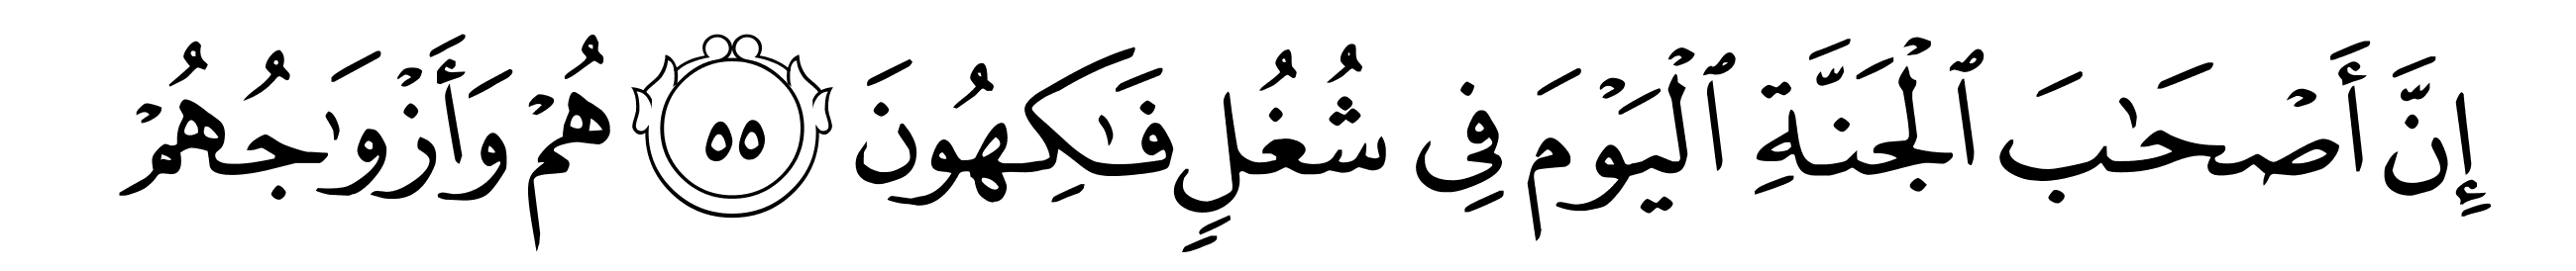 إِنَّ أَصْحَٰبَ ٱلْجَنَّةِ ٱلْيَوْمَ فِى شُغُلٍ فَٰكِهُونَ ٥٥ هُمْ وَأَزْوَٰجُهُمْ